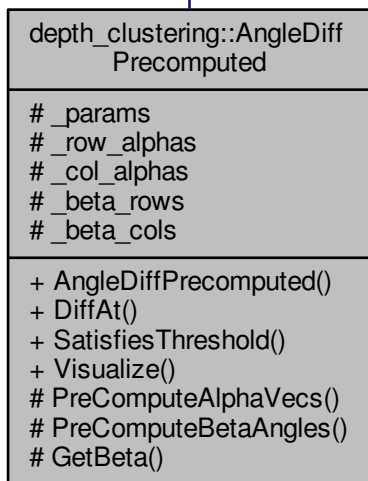 depth_clustering::AngleDiff
Precomputed
# _params
# _row_alphas
# _col_alphas
# _beta_rows
# _beta_cols
+ AngleDiffPrecomputed()
+ DiffAt()
+ SatisfiesThreshold()
+ Visualize()
# PreComputeAlphaVecs()
# PreComputeBetaAngles()
# GetBeta()